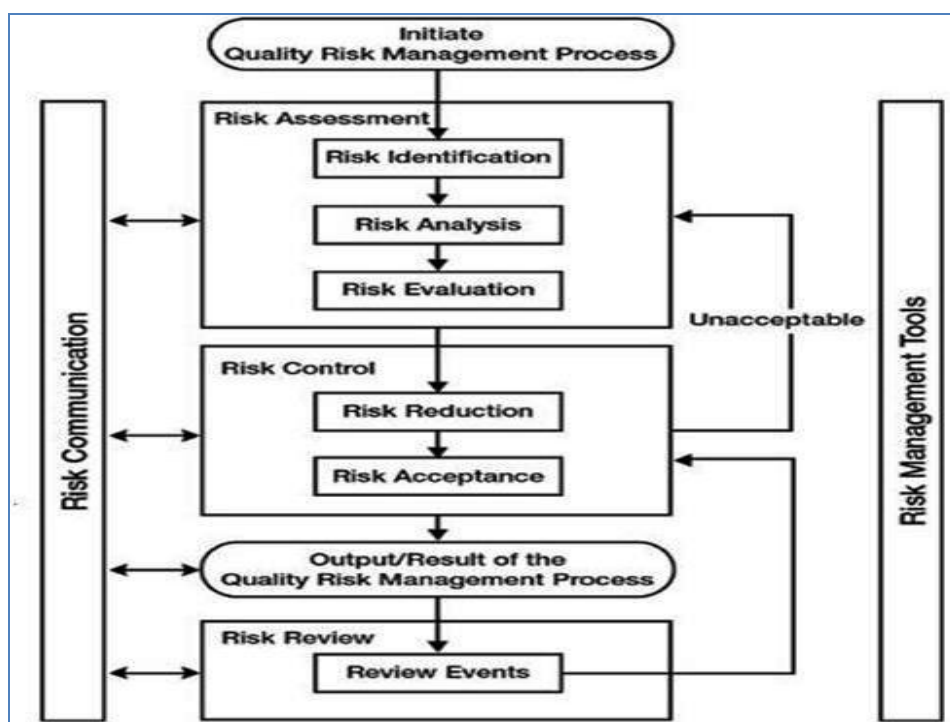 Initiate
Quality Risk Management Process
Risk Assessment
Risk Identification
Risk Analysis
Risk Evaluation
Unacceptable
Risk Control
Risk Reduction
Risk Acceptance
Output/Result of the
Quality Risk Management Process
Risk Review
Review Events
Risk Communication
Risk Management Tools